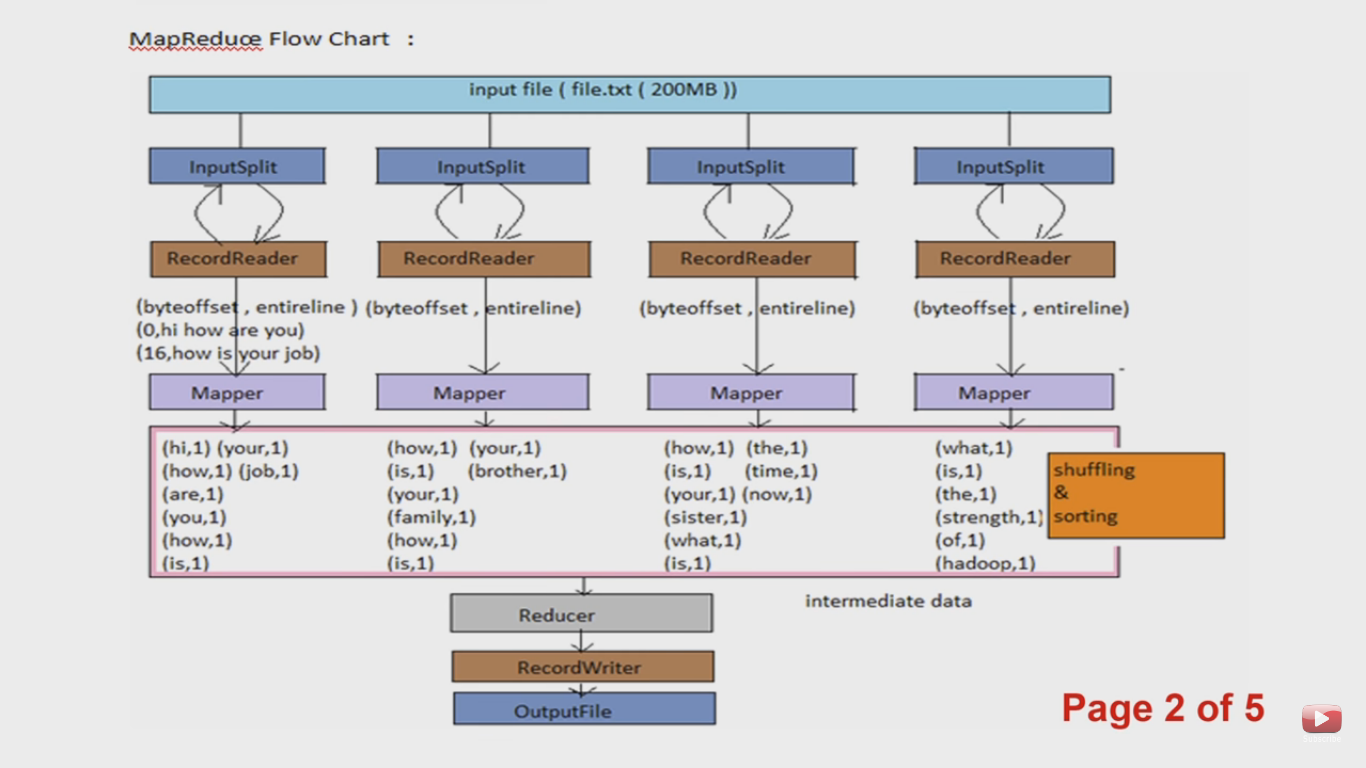 MapReduce Flow Chart :
input file ( file.txt ( 200MB ))
InputSplit InputSplit InputSplit InputSplit
RecordReader RecordReader RecordReader RecordReader
(byteoffset , entireline ) (byteoffset , entireline) (byteoffset , entireline) (byteoffset , entireline)
(0,hi how are you)
(16,how is your job)
Mapper Mapper Mapper Mapper
(hi,1) (your,1) (how,1) (your,1) (how,1) (the,1) (what,1)
(how,1) (job,1) (is,1) (brother,1) (is,1) (time,1) (is,1)
(are,1) (your,1) (your,1) (now,1) (the,1)
(you,1) (family,1) (sister,1) (strength,1)
(how,1) (how,1) (what,1) (of,1)
(is,1) (is,1) (is,1) (hadoop,1)
shuffling
&
sorting
intermediate data
Reducer
RecordWriter
OutputFile
Page 2 of 5